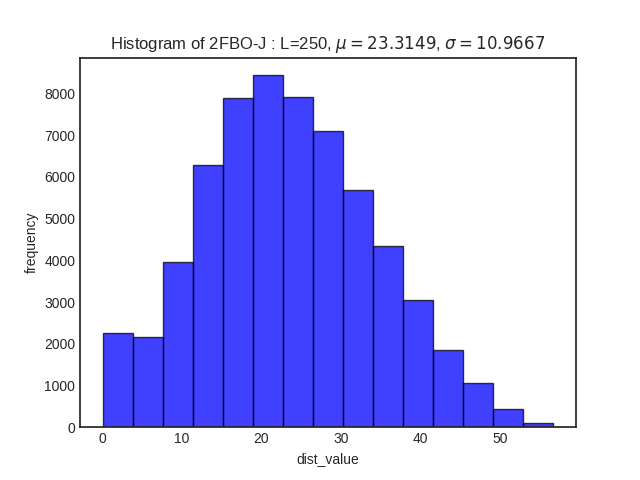 Histogram of 2FBO-J : L=250, μ = 23.3149, σ = 10.9667
frequency
8000
7000
6000
5000
4000
3000
2000
1000
0
0 10 20 30 40 50
dist_value